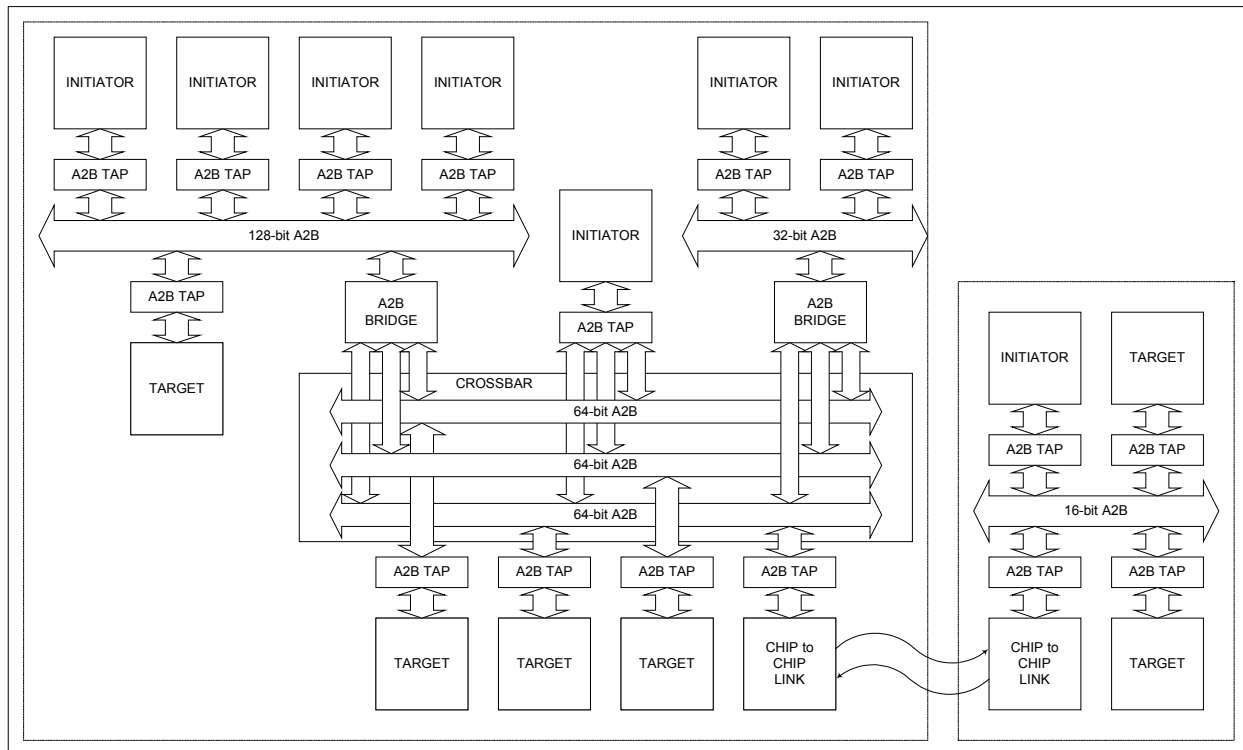 INITIATOR
INITIATOR
INITIATOR
INITIATOR
INITIATOR
INITIATOR
A2B TAP
A2B TAP
A2B TAP
A2B TAP
A2B TAP
A2B TAP
128-bit A2B
INITIATOR
32-bit A2B
A2B TAP
A2B
BRIDGE
A2B TAP
A2B
BRIDGE
TARGET
CROSSBAR
64-bit A2B
64-bit A2B
64-bit A2B
A2B TAP
A2B TAP
A2B TAP
A2B TAP
TARGET
TARGET
TARGET
CHIP to
CHIP
LINK
INITIATOR
TARGET
A2B TAP
A2B TAP
16-bit A2B
A2B TAP
A2B TAP
CHIP to
CHIP
LINK
TARGET